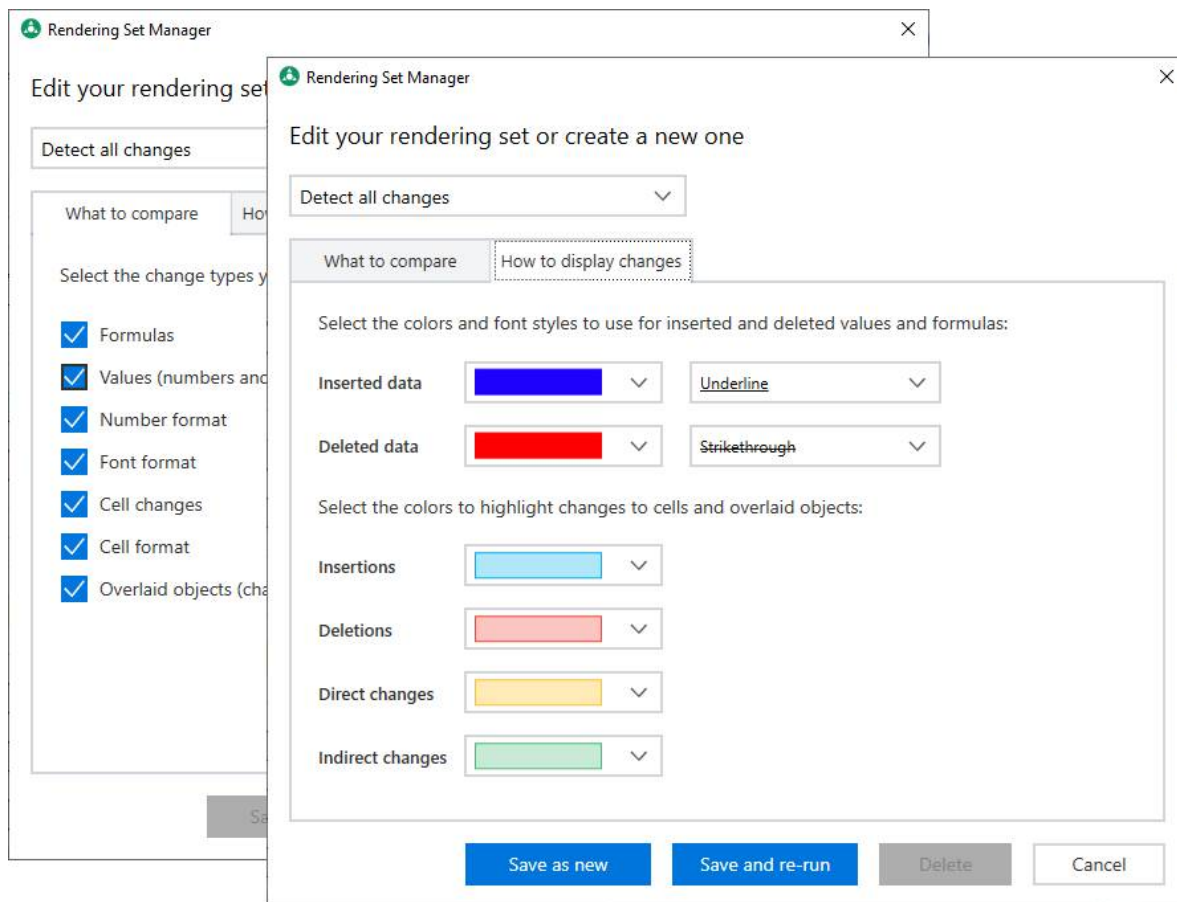 Rendering Set Manager
Edit your rendering set
Detect all changes
What to compare
Select the change types y
Formulas
Values (numbers and
Number format
Font format
Cell changes
Cell format
Overlaid objects (cha
Rendering Set Manager
Edit your rendering set or create a new one
Detect all changes
What to compare How to display changes
Select the colors and font styles to use for inserted and deleted values and formulas:
Inserted data Underline
Deleted data Strikethrough
Select the colors to highlight changes to cells and overlaid objects:
Insertions
Deletions
Direct changes
Indirect changes
Save as new Save and re-run Delete Cancel